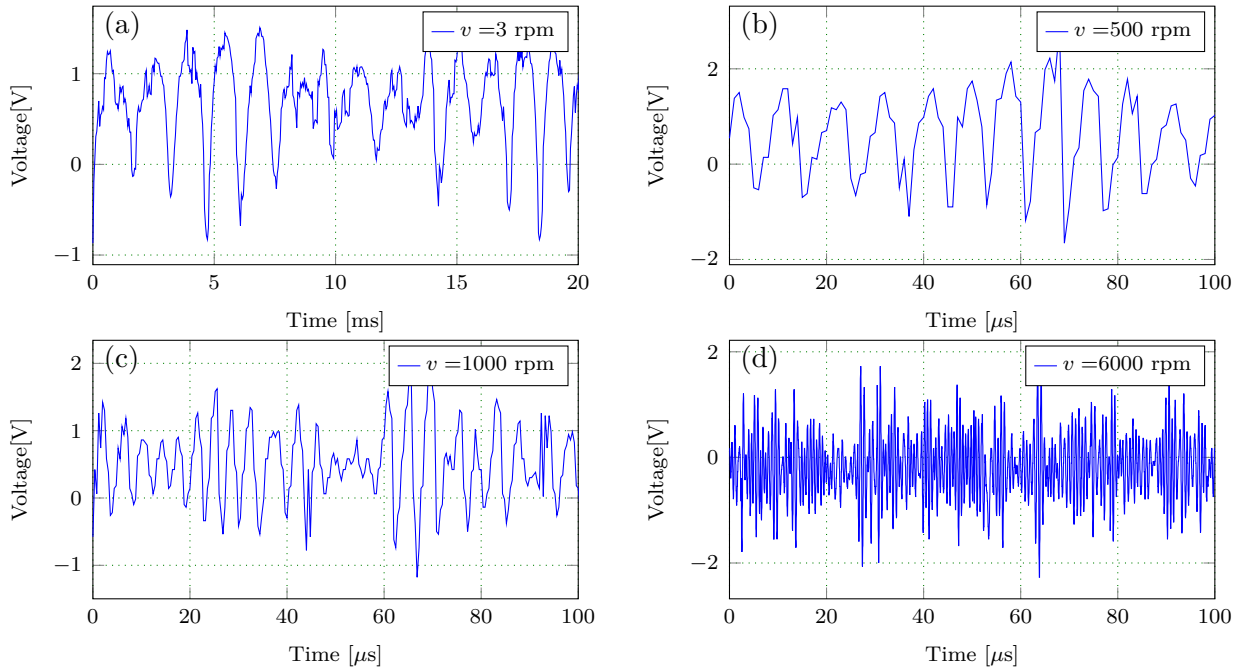 (a)
v =3 rpm
1
0
−1
Voltage[V]
0 5 10 15 20
Time [ms]
(b)
v =500 rpm
2
0
−2
Voltage[V]
0 20 40 60 80 100
Time [μs]
(c)
v =1000 rpm
2
1
0
−1
Voltage[V]
0 20 40 60 80 100
Time [μs]
(d)
v =6000 rpm
2
0
−2
Voltage[V]
0 20 40 60 80 100
Time [μs]